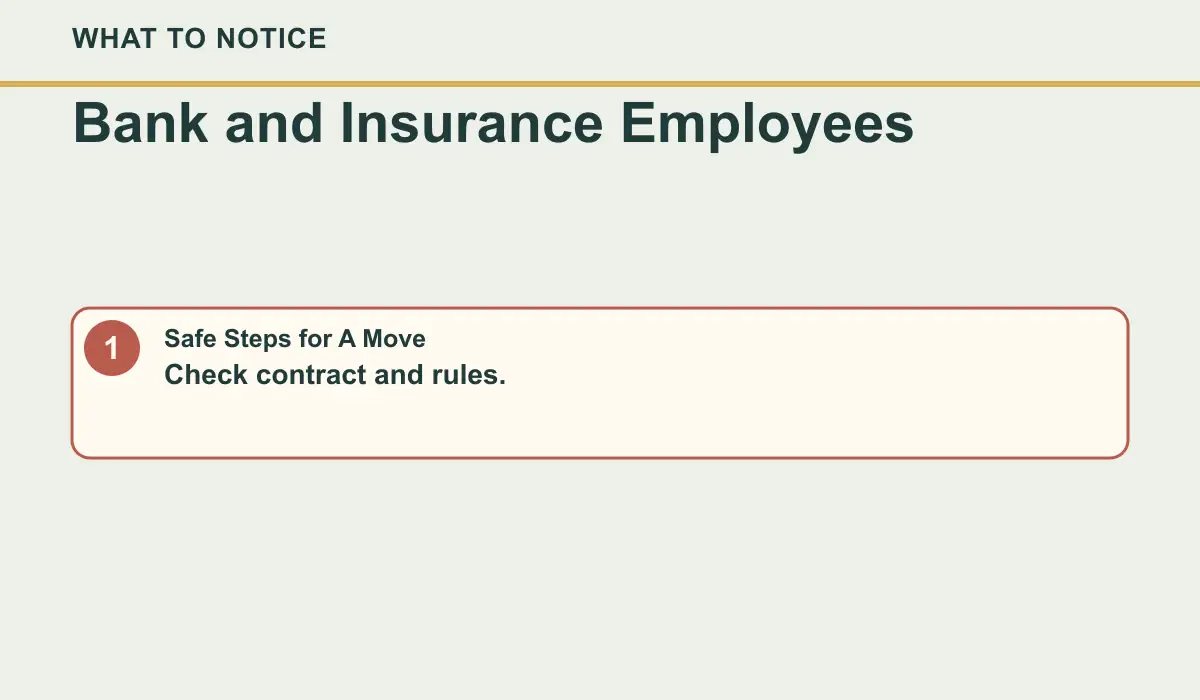 WHAT TO NOTICE
Bank and Insurance Employees
1
Safe Steps for A Move
Check contract and rules.